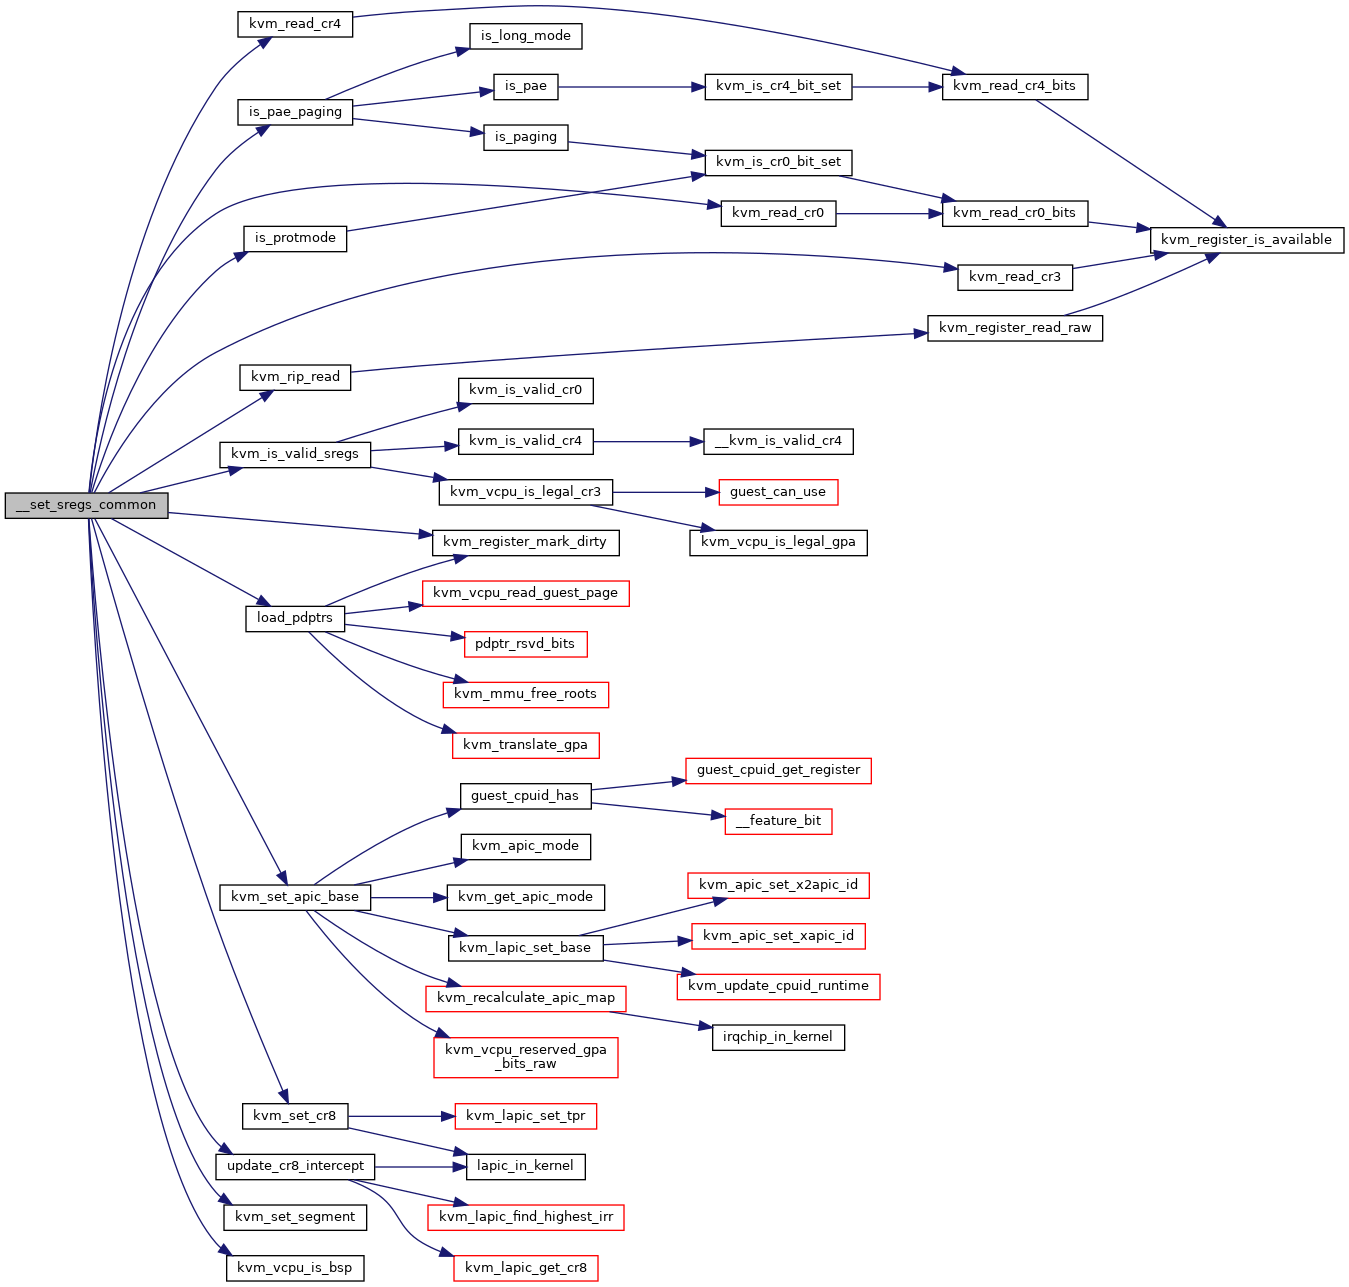 kvm_read_cr4
is_long_mode
is_pae
kvm_is_cr4_bit_set
kvm_read_cr4_bits
is_pae_paging
is_paging
kvm_is_cr0_bit_set
kvm_read_cr0
kvm_read_cr0_bits
is_protmode
kvm_register_is_available
kvm_read_cr3
kvm_register_read_raw
kvm_rip_read
kvm_is_valid_cr0
kvm_is_valid_sregs
kvm_is_valid_cr4
__kvm_is_valid_cr4
kvm_vcpu_is_legal_cr3
guest_can_use
__set_sregs_common
kvm_register_mark_dirty
kvm_vcpu_is_legal_gpa
kvm_vcpu_read_guest_page
load_pdptrs
pdptr_rsvd_bits
kvm_mmu_free_roots
kvm_translate_gpa
guest_cpuid_get_register
guest_cpuid_has
__feature_bit
kvm_apic_mode
kvm_apic_set_x2apic_id
kvm_set_apic_base
kvm_get_apic_mode
kvm_apic_set_xapic_id
kvm_lapic_set_base
kvm_update_cpuid_runtime
kvm_recalculate_apic_map
irqchip_in_kernel
kvm_vcpu_reserved_gpa
_bits_raw
kvm_set_cr8
kvm_lapic_set_tpr
update_cr8_intercept
lapic_in_kernel
kvm_set_segment
kvm_lapic_find_highest_irr
kvm_vcpu_is_bsp
kvm_lapic_get_cr8